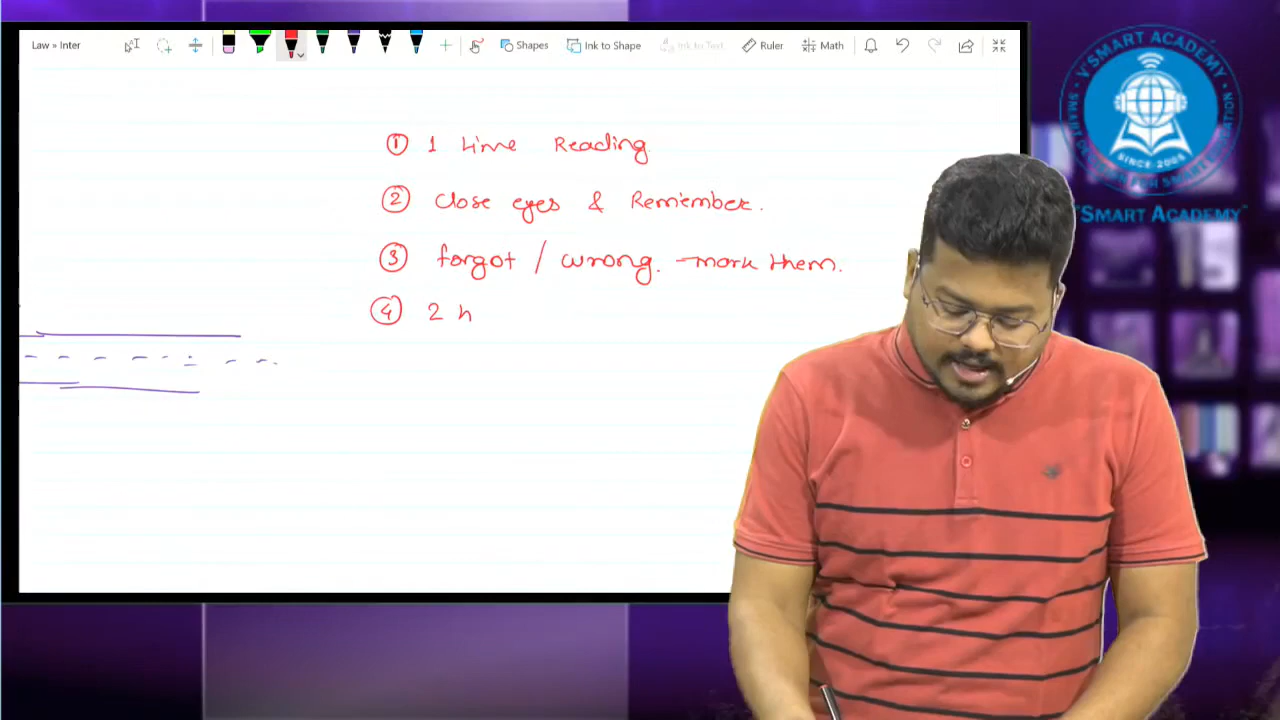 Law » Inter
Shapes
Ink to Shape
Ink to Text
Ruler
Math
① 1 time Reading.
② Close eyes & Remember.
③ forgot / wrong. mark them.
④ 2 h
V'SMART ACADEMY
SINCE-2005
V'SMART ACADEMY